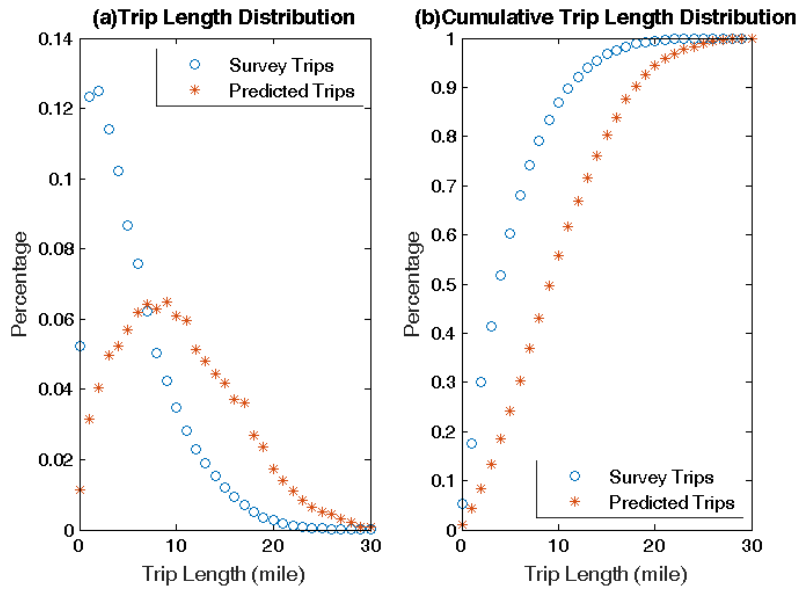 (a)Trip Length Distribution
0.14
0.12
0.1
0.08
0.06
0.04
0.02
0
Percentage
0 10 20 30
Trip Length (mile)
Survey Trips
Predicted Trips
(b)Cumulative Trip Length Distribution
1
0.9
0.8
0.7
0.6
0.5
0.4
0.3
0.2
0.1
0
Percentage
0 10 20 30
Trip Length (mile)
Survey Trips
Predicted Trips